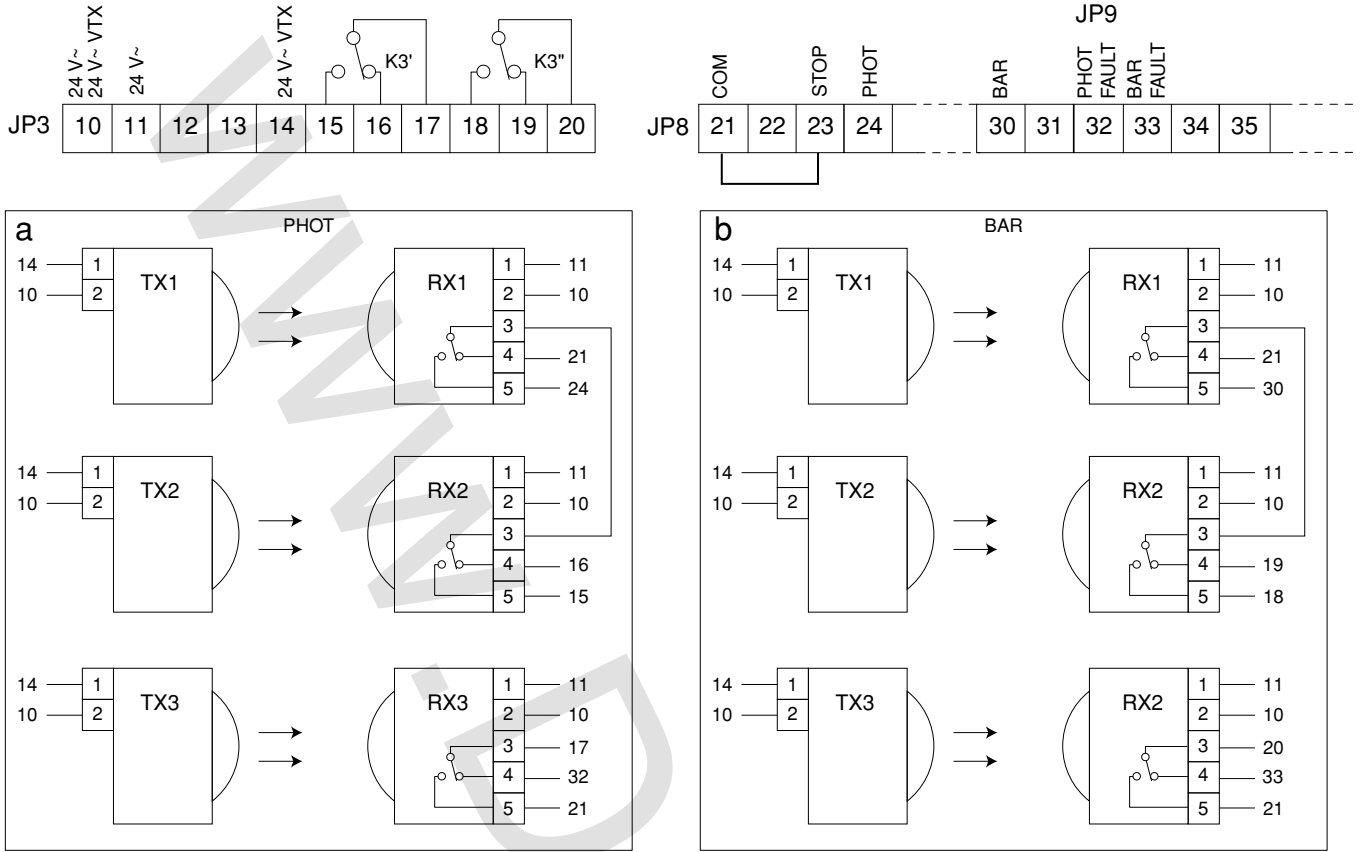 JP9
24 V~
24 V~ VTX
24 V~
24 V~ VTX
K3'
K3"
COM
STOP
PHOT
BAR
PHOT
FAULT
BAR
FAULT
JP3 10 11 12 13 14 15 16 17 18 19 20
JP8 21 22 23 24 30 31 32 33 34 35
a PHOT
14 1 TX1 RX1 1 11
10 2 2 10
3
4 21
5 24
14 1 TX2 RX2 1 11
10 2 2 10
3
4 16
5 15
14 1 TX3 RX3 1 11
10 2 2 10
3 17
4 32
5 21
b BAR
14 1 TX1 RX1 1 11
10 2 2 10
3
4 21
5 30
14 1 TX2 RX2 1 11
10 2 2 10
3
4 19
5 18
14 1 TX3 RX2 1 11
10 2 2 10
3 20
4 33
5 21
www.D